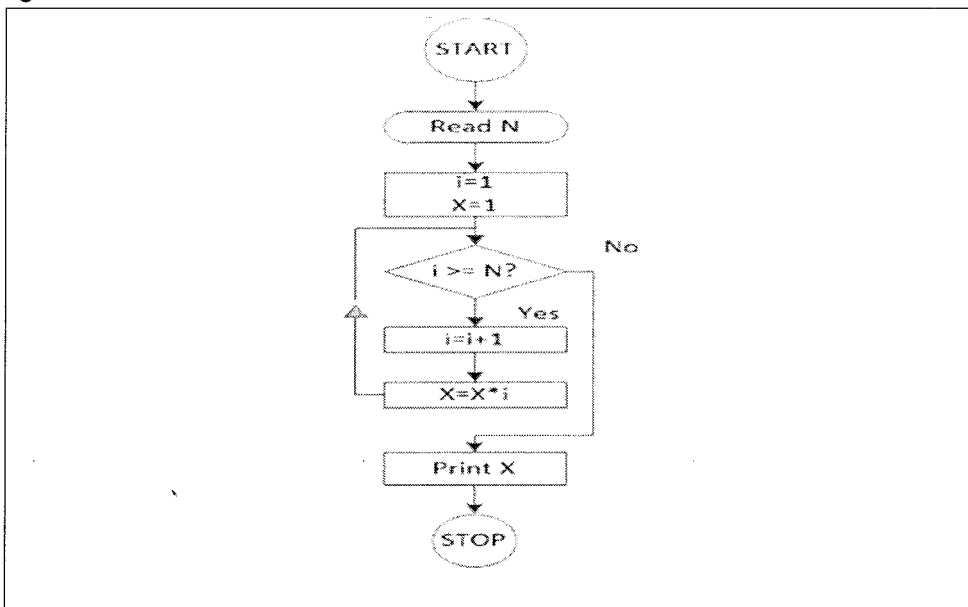 START
Read N
i=1
X=1
No
i >= N?
Yes
i=i+1
X=X*i
Print X
STOP